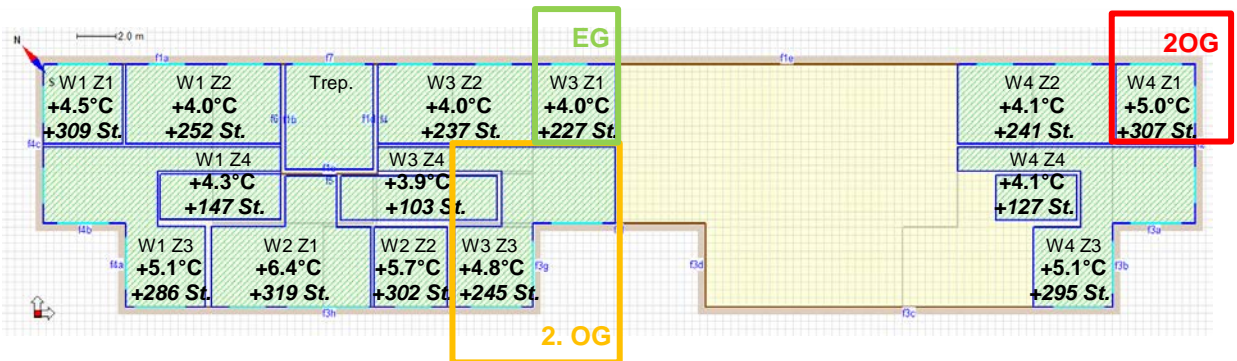 EG
2OG
N
2.0 m
f1a
f7
f1e
s W1 Z1
+4.5°C
+309 St.
W1 Z2
+4.0°C
+252 St.
Trep.
W3 Z2
+4.0°C
+237 St.
W3 Z1
+4.0°C
+227 St.
W4 Z2
+4.1°C
+241 St.
W4 Z1
+5.0°C
+307 St.
f1b
f4c
W1 Z4
+4.3°C
+147 St.
W3 Z4
+3.9°C
+103 St.
W4 Z4
+4.1°C
+127 St.
f4b
f3a
f4a
W1 Z3
+5.1°C
+286 St.
W2 Z1
+6.4°C
+319 St.
W2 Z2
+5.7°C
+302 St.
W3 Z3
+4.8°C
+245 St.
f3g
f3d
W4 Z3
+5.1°C
+295 St.
f3b
f3h
f3c
2. OG